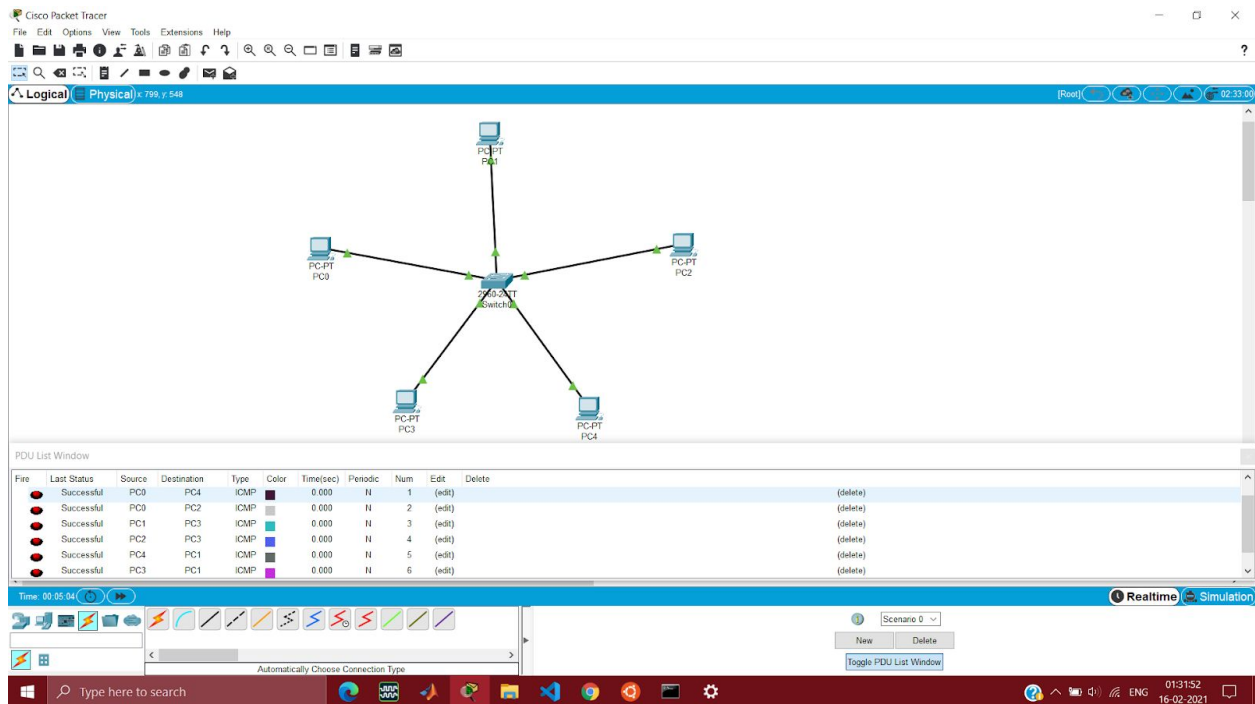 Cisco Packet Tracer
File Edit Options View Tools Extensions Help
?
Logical Physical x: 799, y: 548 [Root] 02:33:00
PC-PT
PC1
PC-PT
PC0
PC-PT
PC2
2960-24TT
Switch0
PC-PT
PC3
PC-PT
PC4
PDU List Window
Fire Last Status Source Destination Type Color Time(sec) Periodic Num Edit Delete
Successful PC0 PC4 ICMP 0.000 N 1 (edit) (delete)
Successful PC0 PC2 ICMP 0.000 N 2 (edit) (delete)
Successful PC1 PC3 ICMP 0.000 N 3 (edit) (delete)
Successful PC2 PC3 ICMP 0.000 N 4 (edit) (delete)
Successful PC4 PC1 ICMP 0.000 N 5 (edit) (delete)
Successful PC3 PC1 ICMP 0.000 N 6 (edit) (delete)
Time: 00:05:04 Realtime Simulation
Scenario 0
New Delete
Toggle PDU List Window
Automatically Choose Connection Type
Type here to search
ENG 01:31:52
16-02-2021